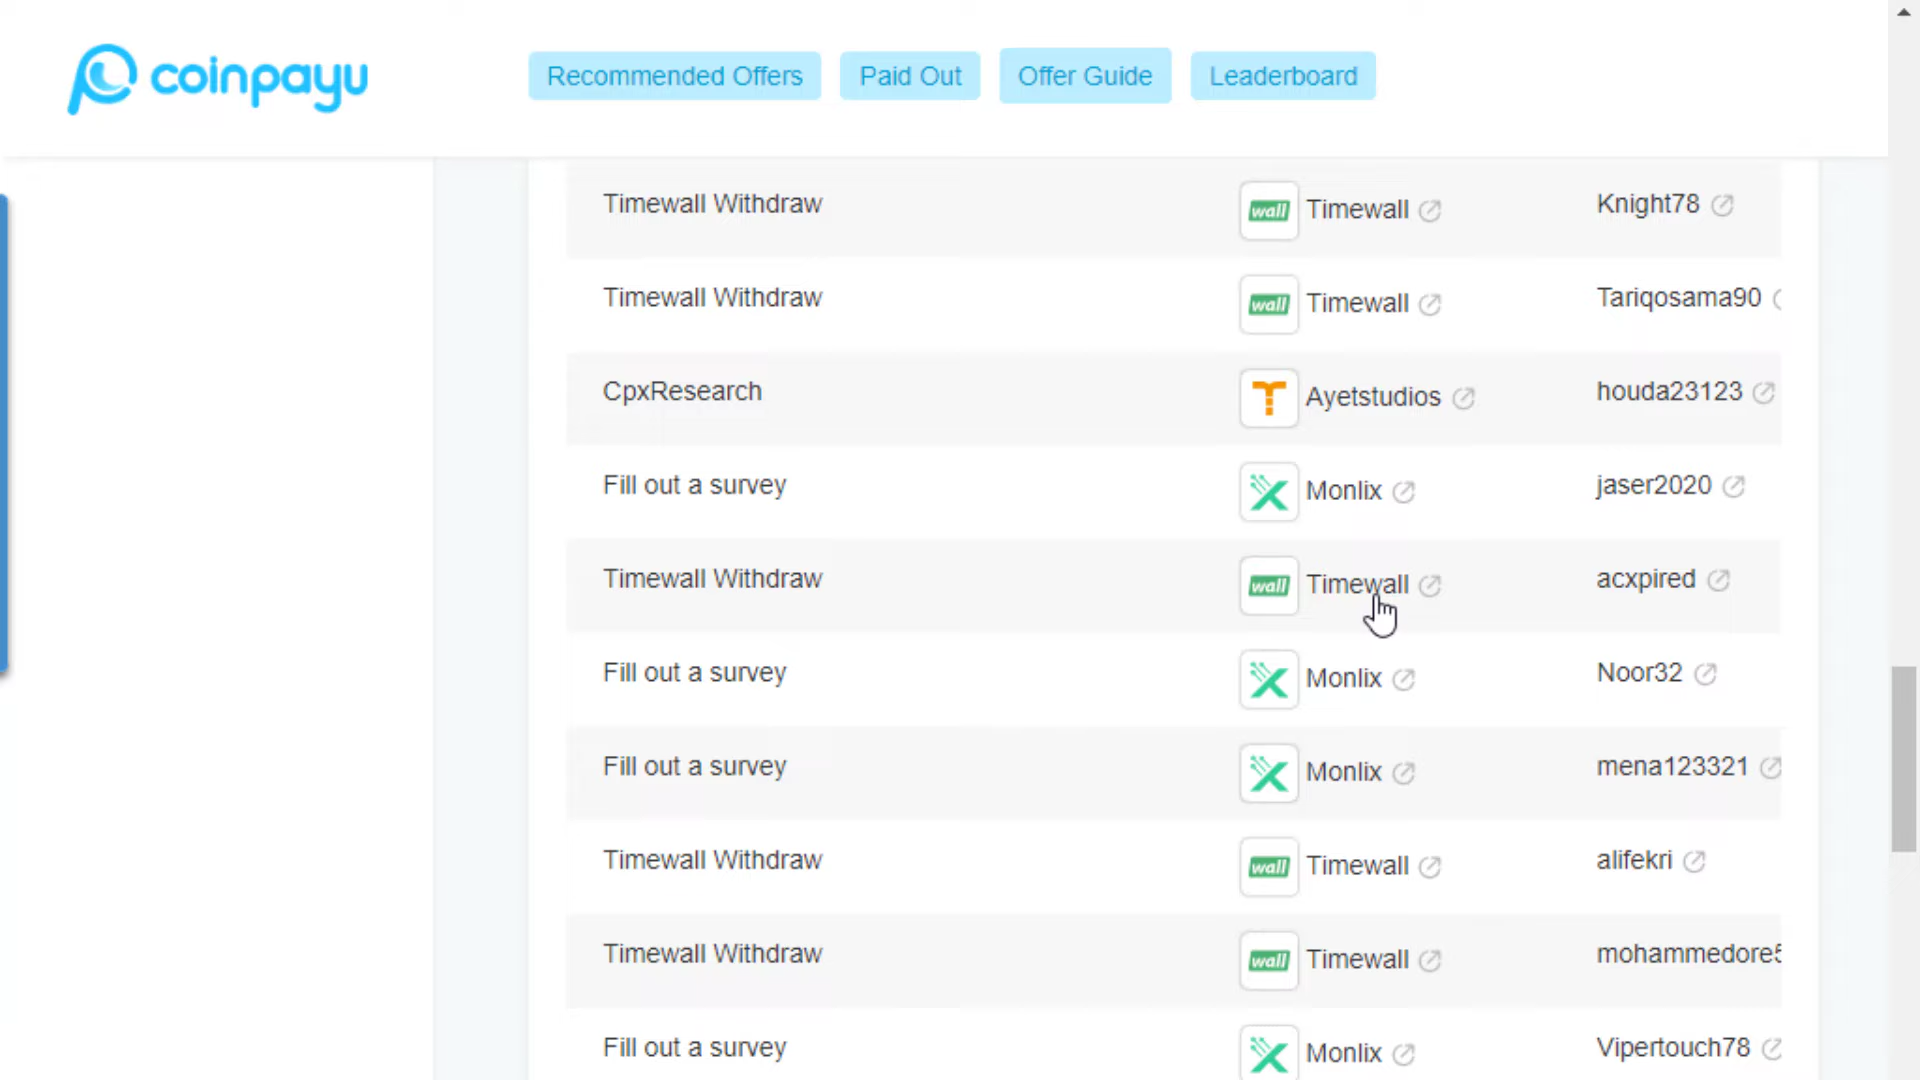 coinpayu
Recommended Offers Paid Out Offer Guide Leaderboard
Timewall Withdraw wall Timewall Knight78
Timewall Withdraw wall Timewall Tariqosama90
CpxResearch Ayetstudios houda23123
Fill out a survey Monlix jaser2020
Timewall Withdraw wall Timewall acxpired
Fill out a survey Monlix Noor32
Fill out a survey Monlix mena123321
Timewall Withdraw wall Timewall alifekri
Timewall Withdraw wall Timewall mohammedore5
Fill out a survey Monlix Vipertouch78